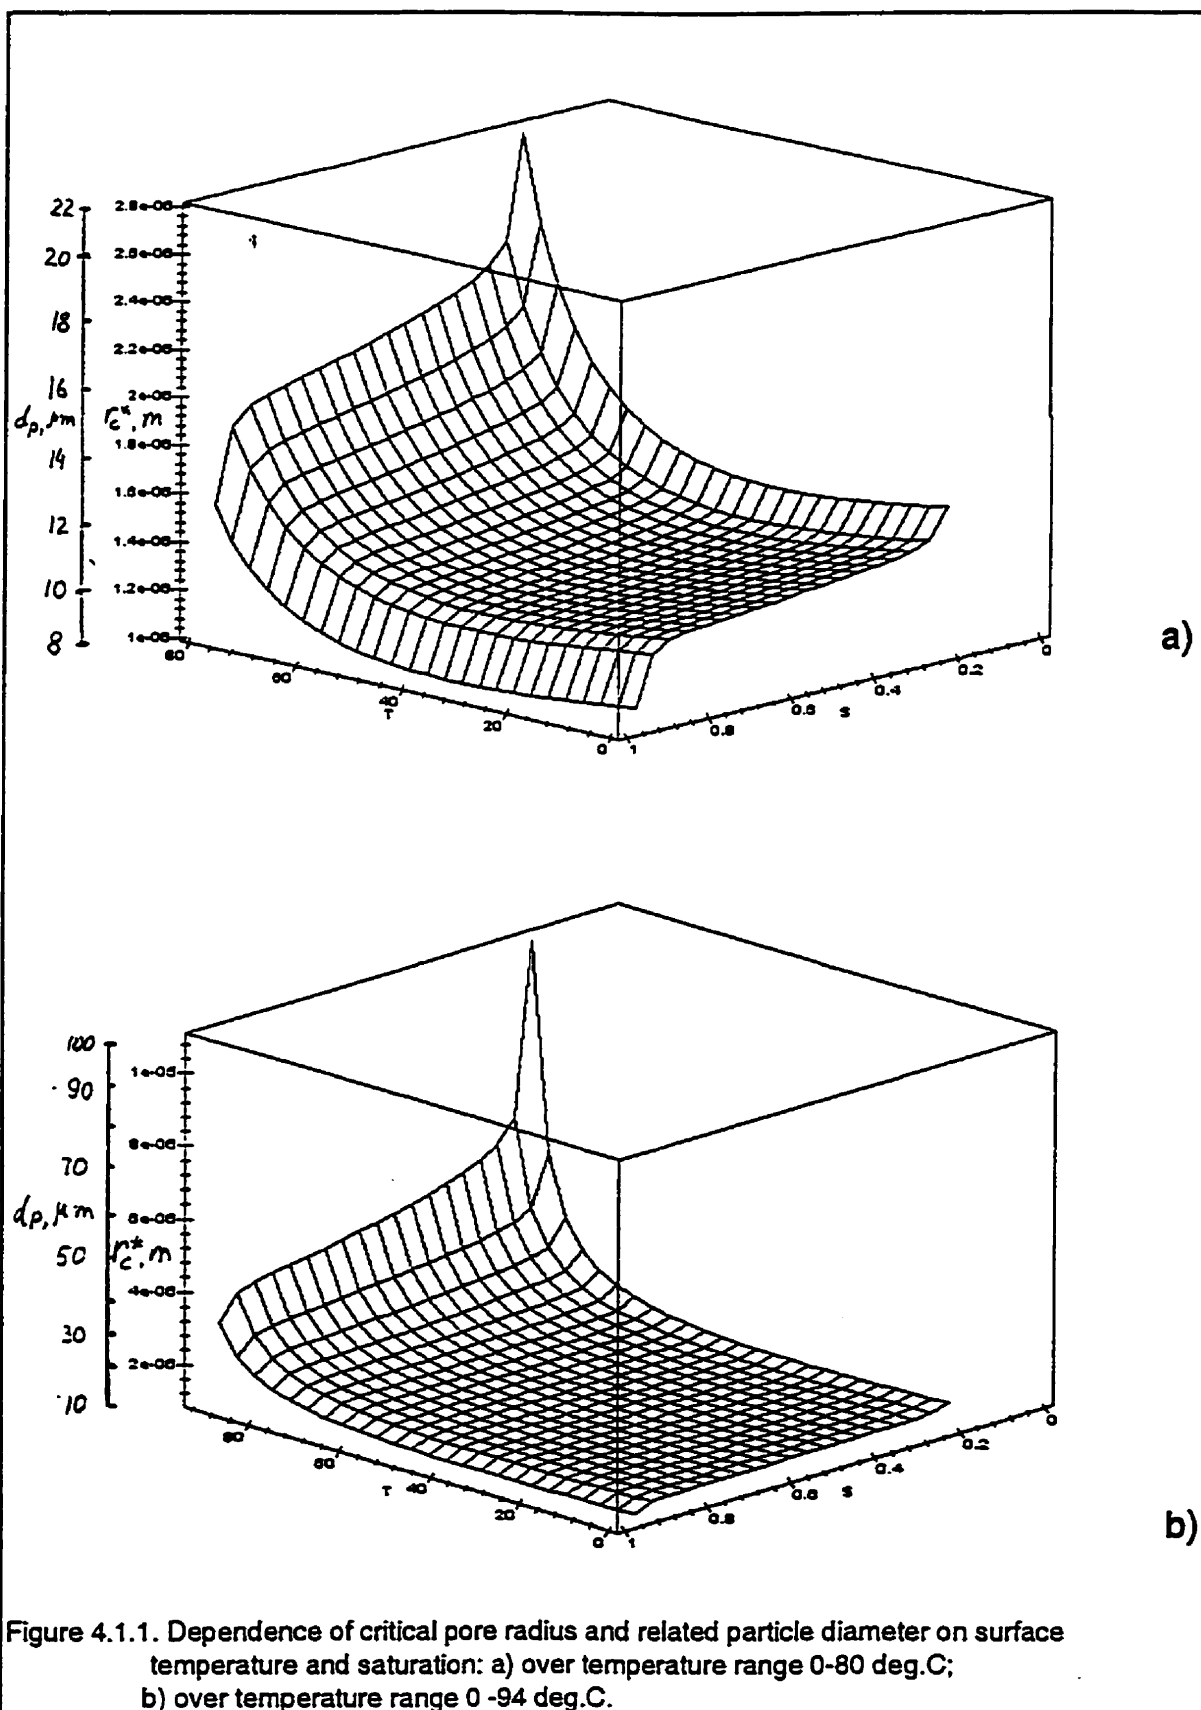 22
20
18
16
dp, μm
14
12
10
8
2.8e-06
2.6e-06
2.4e-06
2.2e-06
2e-06
rc*, m
1.8e-06
1.6e-06
1.4e-06
1.2e-06
1e-06
80
60
40
T
20
0
1
0.8
0.6
S
0.4
0.2
0
a)
100
90
70
dp, μm
50
30
10
1e-05
8e-06
6e-06
rc*, m
4e-06
2e-06
80
60
T
40
20
0
1
0.8
0.6
S
0.4
0.2
0
b)
Figure 4.1.1. Dependence of critical pore radius and related particle diameter on surface
temperature and saturation: a) over temperature range 0-80 deg.C;
b) over temperature range 0 -94 deg.C.